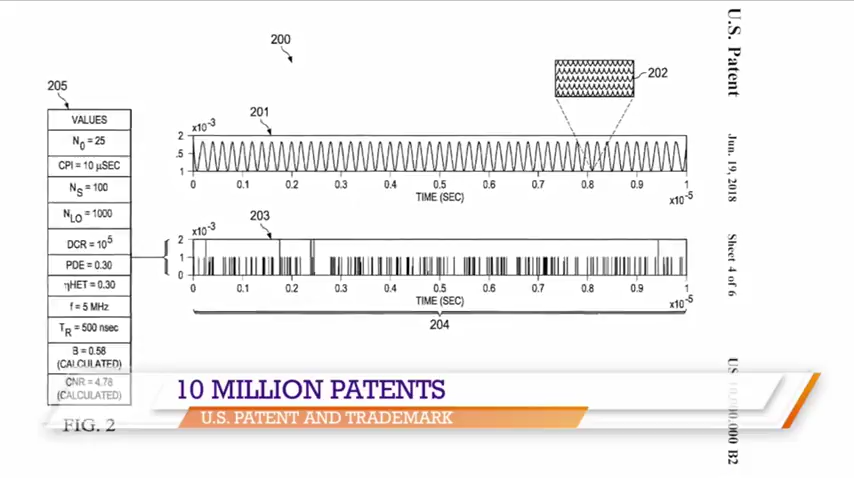 200
205
VALUES
N0 = 25
CPI = 10 μSEC
NS = 100
NLO = 1000
DCR = 10^5
PDE = 0.30
ηHET = 0.30
f = 5 MHz
TR = 500 nsec
B = 0.58
(CALCULATED)
CNR = 4.78
(CALCULATED)
FIG. 2
201
202
x10^-3
2
.5
1
0 0.1 0.2 0.3 0.4 0.5 0.6 0.7 0.8 0.9 1
TIME (SEC)
x10^-5
203
x10^-3
2
1
0
0 0.1 0.2 0.3 0.4 0.5 0.6 0.7 0.8 0.9 1
TIME (SEC)
x10^-5
204
U.S. Patent
Jun. 19, 2018
Sheet 4 of 6
B2
10 MILLION PATENTS
U.S. PATENT AND TRADEMARK